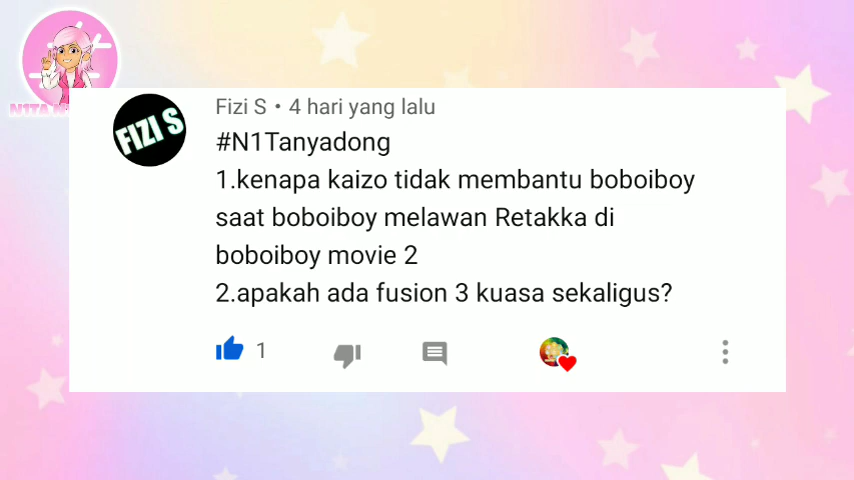 FIZI S
Fizi S • 4 hari yang lalu
#N1Tanyadong
1.kenapa kaizo tidak membantu boboiboy
saat boboiboy melawan Retakka di
boboiboy movie 2
2.apakah ada fusion 3 kuasa sekaligus?
1